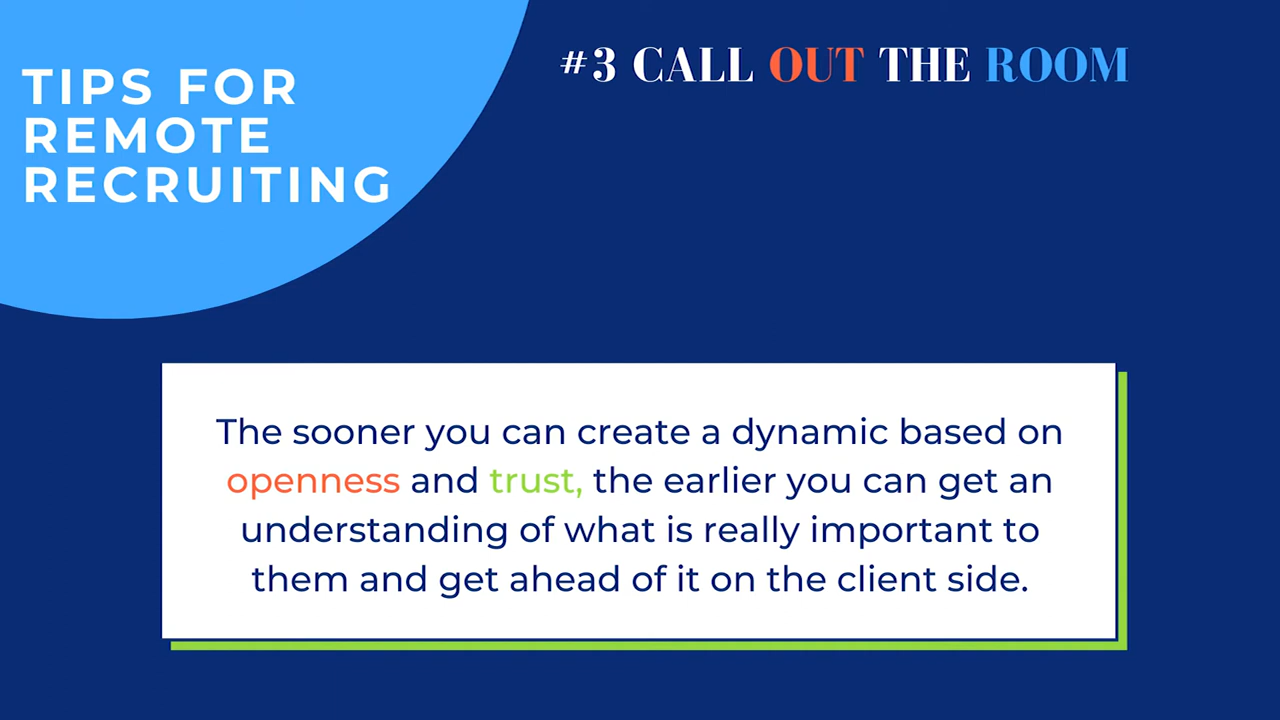 TIPS FOR
REMOTE
RECRUITING
#3 CALL OUT THE ROOM
The sooner you can create a dynamic based on
openness and trust, the earlier you can get an
understanding of what is really important to
them and get ahead of it on the client side.